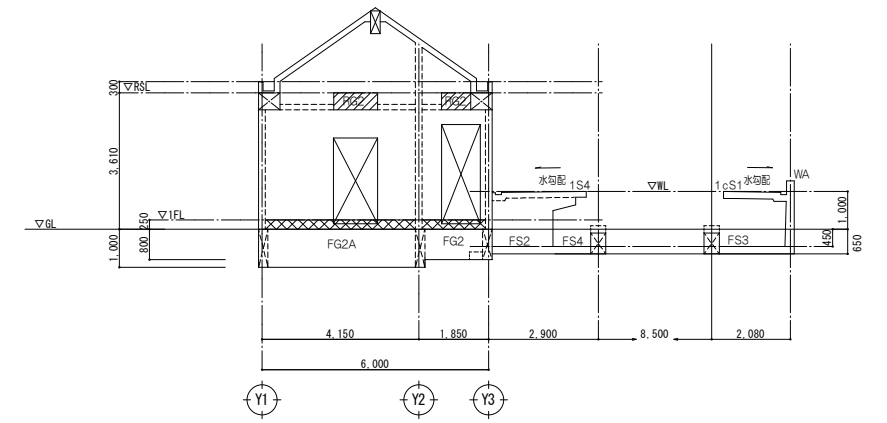 300
▽RSL
RG2
RG2
3,610
水勾配
1S4
▽WL
1cS1
水勾配
WA
▽1FL
▽GL
250
1,000
800
FG2A
FG2
FS2
FS4
FS3
1,000
450
650
4,150
1,850
2,900
8,500
2,080
6,000
Y1
Y2
Y3